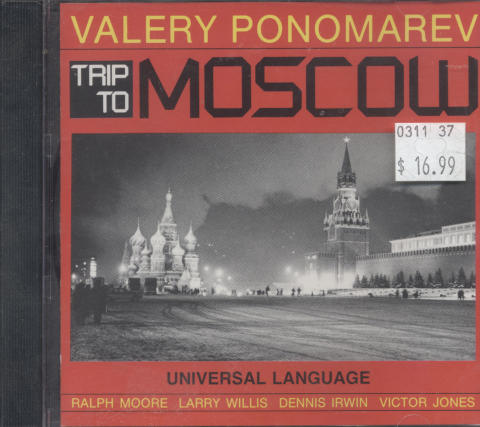 VALERY PONOMAREV
TRIP TO MOSCOW
0311 37
$ 16.99
UNIVERSAL LANGUAGE
RALPH MOORE LARRY WILLIS DENNIS IRWIN VICTOR JONES